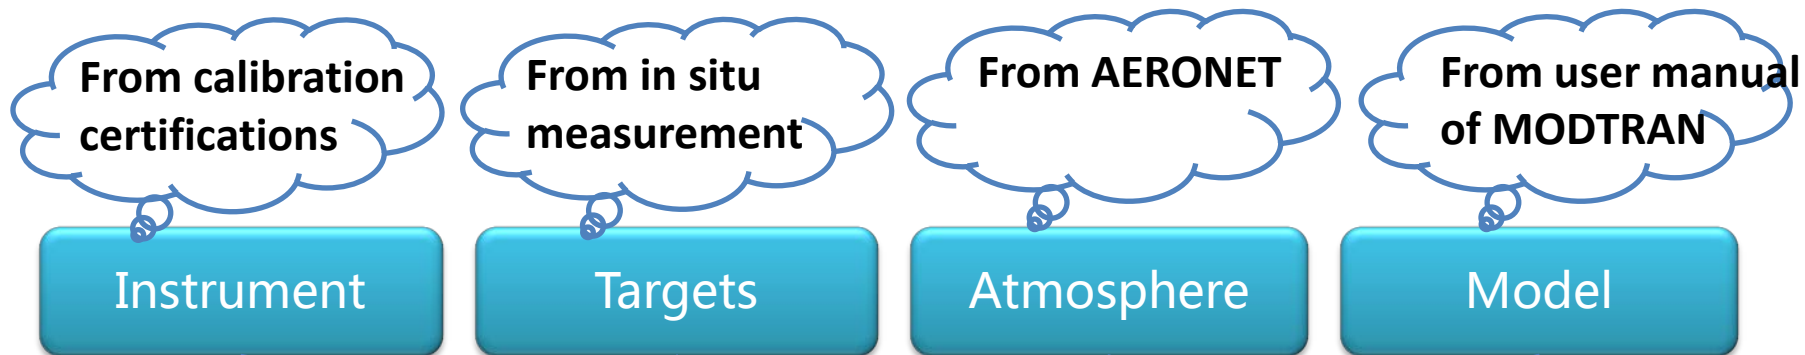 From calibration
certifications
From in situ
measurement
From AERONET
From user manual
of MODTRAN
Instrument
Targets
Atmosphere
Model